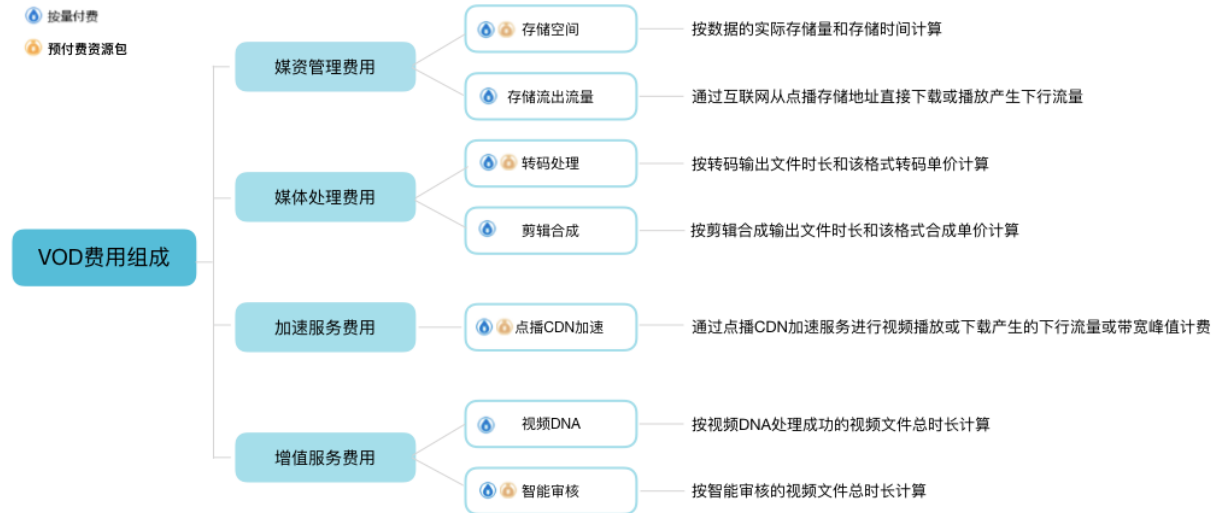 按量付费
预付费资源包
VOD费用组成
媒资管理费用
存储空间
按数据的实际存储量和存储时间计算
存储流出流量
通过互联网从点播存储地址直接下载或播放产生下行流量
媒体处理费用
转码处理
按转码输出文件时长和该格式转码单价计算
剪辑合成
按剪辑合成输出文件时长和该格式合成单价计算
加速服务费用
点播CDN加速
通过点播CDN加速服务进行视频播放或下载产生的下行流量或带宽峰值计费
增值服务费用
视频DNA
按视频DNA处理成功的视频文件总时长计算
智能审核
按智能审核的视频文件总时长计算